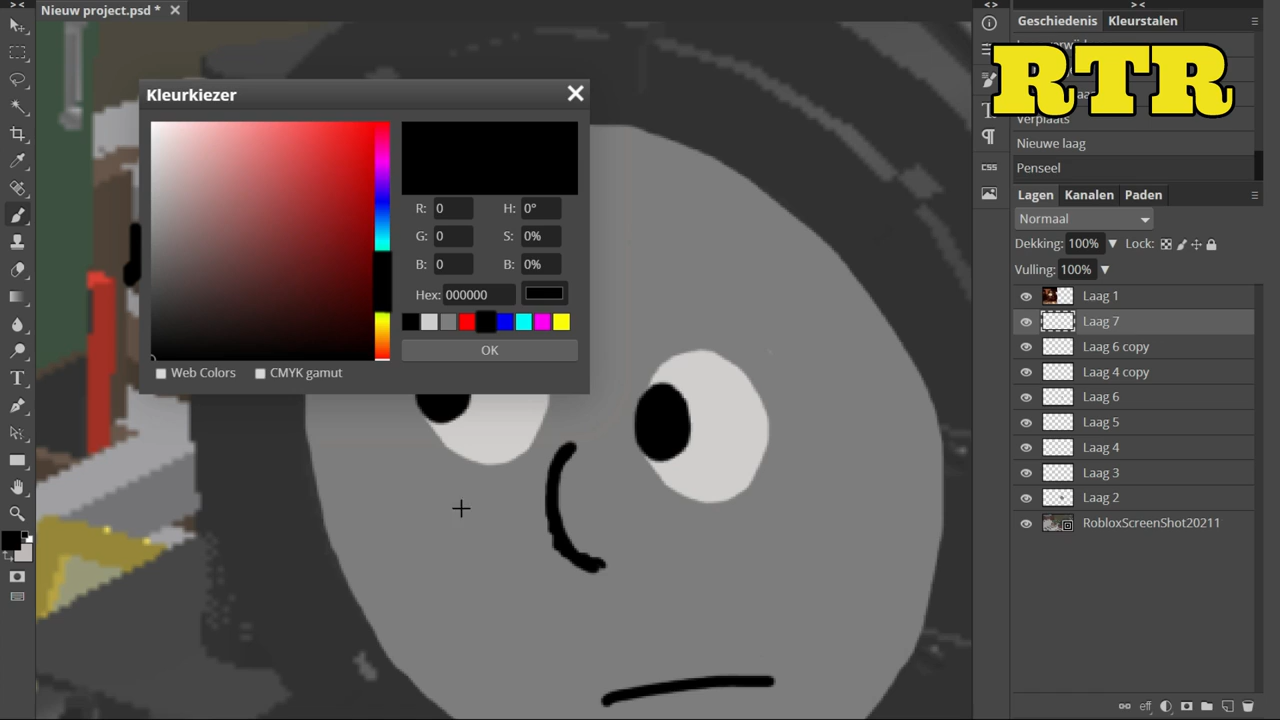 Nieuw project.psd *
Geschiedenis Kleurstalen
RTR
Verplaats
Nieuwe laag
Penseel
Kleurkiezer
R: 0 H: 0°
G: 0 S: 0%
B: 0 B: 0%
Hex: 000000
OK
Web Colors CMYK gamut
CSS
Lagen Kanalen Paden
Normaal
Dekking: 100% Lock:
Vulling: 100%
Laag 1
Laag 7
Laag 6 copy
Laag 4 copy
Laag 6
Laag 5
Laag 4
Laag 3
Laag 2
RobloxScreenShot20211
eff